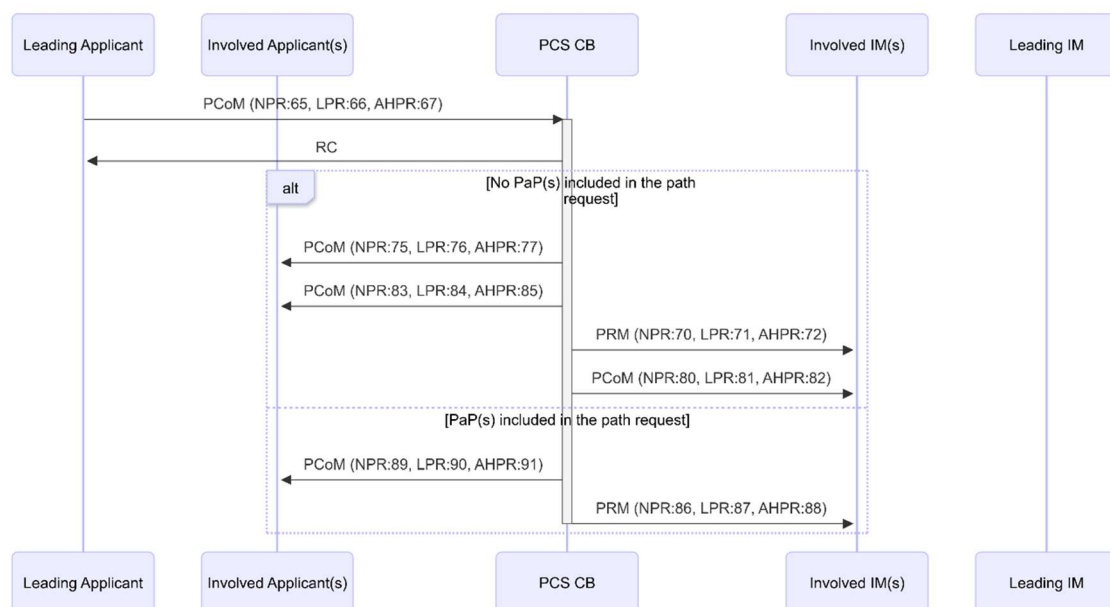 Leading Applicant
Involved Applicant(s)
PCS CB
Involved IM(s)
Leading IM
PCoM (NPR:65, LPR:66, AHPR:67)
RC
alt
[No PaP(s) included in the path
request]
PCoM (NPR:75, LPR:76, AHPR:77)
PCoM (NPR:83, LPR:84, AHPR:85)
PRM (NPR:70, LPR:71, AHPR:72)
PCoM (NPR:80, LPR:81, AHPR:82)
[PaP(s) included in the path request]
PCoM (NPR:89, LPR:90, AHPR:91)
PRM (NPR:86, LPR:87, AHPR:88)
Leading Applicant
Involved Applicant(s)
PCS CB
Involved IM(s)
Leading IM